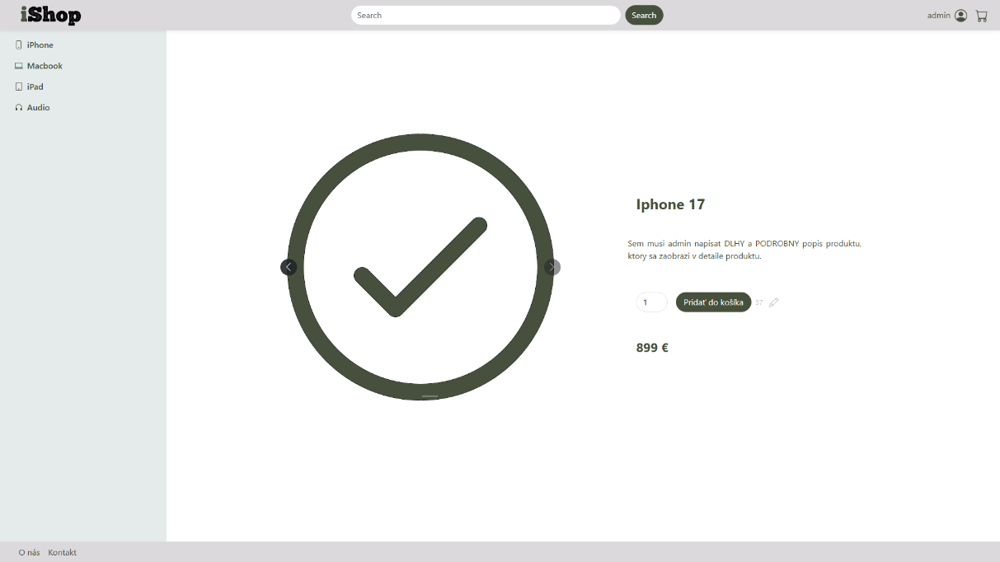 iShop
Search
Search
admin
iPhone
Macbook
iPad
Audio
Iphone 17
Sem musi admin napisat DLHY a PODROBNY popis produktu,
ktory sa zaobrazi v detaile produktu.
1
Pridať do košíka
57
899 €
O nás
Kontakt